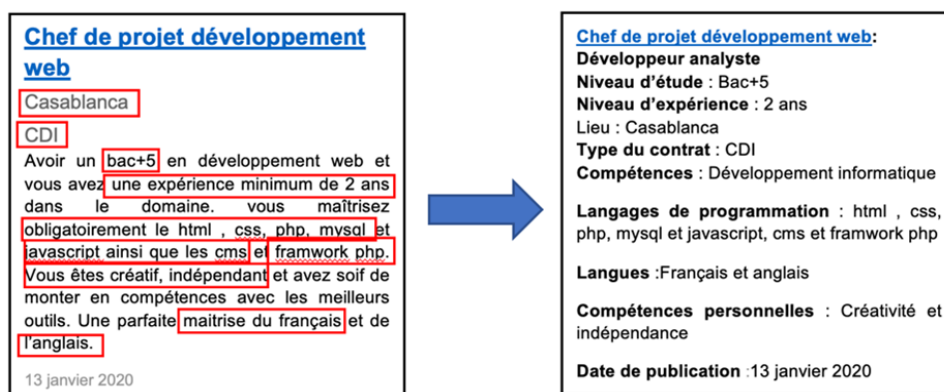 Chef de projet développement
web
Casablanca
CDI
Avoir un bac+5 en développement web et
vous avez une expérience minimum de 2 ans
dans le domaine. vous maîtrisez
obligatoirement le html , css, php, mysql et
javascript ainsi que les cms et framwork php.
Vous êtes créatif, indépendant et avez soif de
monter en compétences avec les meilleurs
outils. Une parfaite maitrise du français et de
l'anglais.
13 janvier 2020
Chef de projet développement web:
Développeur analyste
Niveau d'étude : Bac+5
Niveau d'expérience : 2 ans
Lieu : Casablanca
Type du contrat : CDI
Compétences : Développement informatique
Langages de programmation : html , css,
php, mysql et javascript, cms et framwork php
Langues :Français et anglais
Compétences personnelles : Créativité et
indépendance
Date de publication :13 janvier 2020